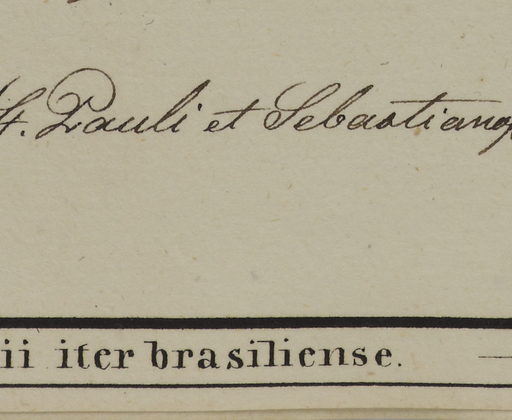 S. Pauli et Sebastianop
ii iter brasiliense.